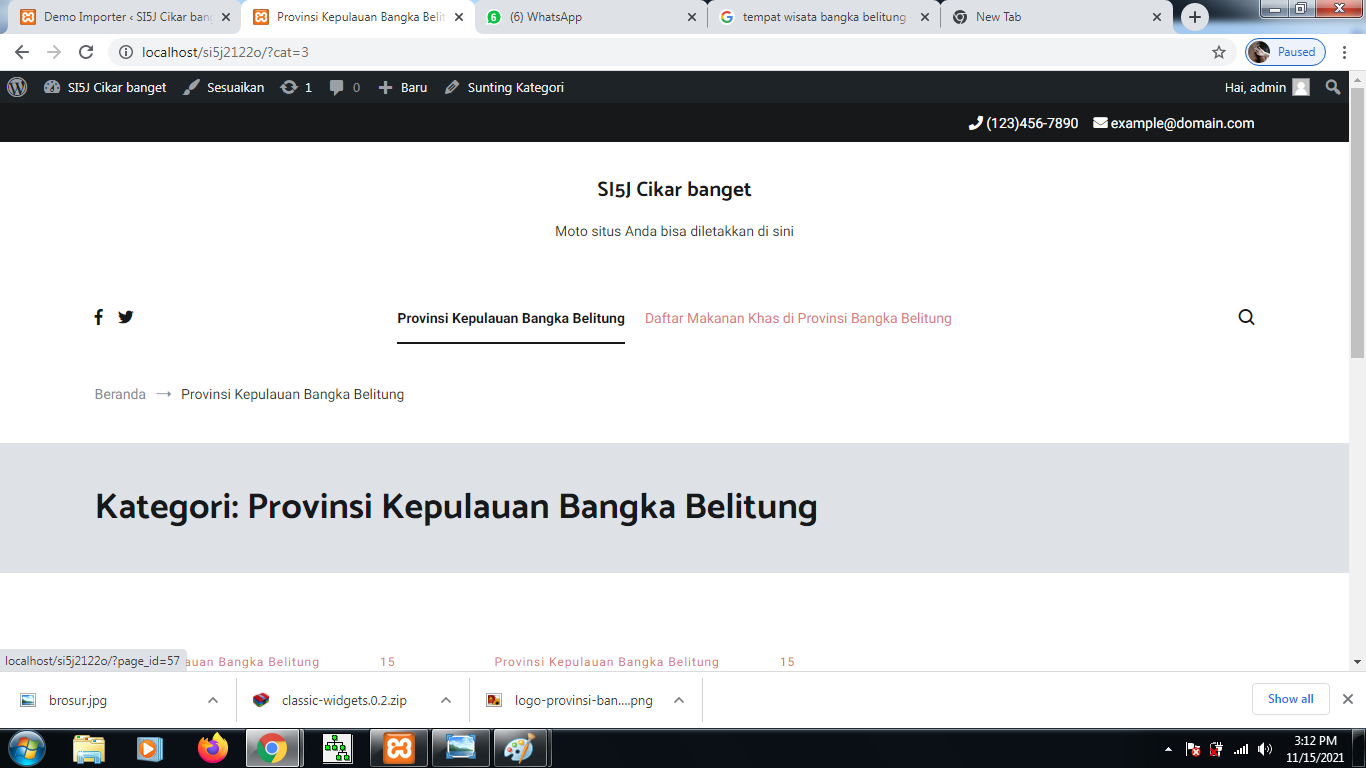 Demo Importer ‹ SI5J Cikar bang
Provinsi Kepulauan Bangka Belit
(6) WhatsApp
tempat wisata bangka belitung
New Tab
localhost/si5j2122o/?cat=3
Paused
SI5J Cikar banget
Sesuaikan
1
0
Baru
Sunting Kategori
Hai, admin
(123)456-7890
example@domain.com
SI5J Cikar banget
Moto situs Anda bisa diletakkan di sini
Provinsi Kepulauan Bangka Belitung
Daftar Makanan Khas di Provinsi Bangka Belitung
Beranda → Provinsi Kepulauan Bangka Belitung
Kategori: Provinsi Kepulauan Bangka Belitung
localhost/si5j2122o/?page_id=57
auan Bangka Belitung
15
Provinsi Kepulauan Bangka Belitung
15
brosur.jpg
classic-widgets.0.2.zip
logo-provinsi-ban....png
Show all
3:12 PM
11/15/2021